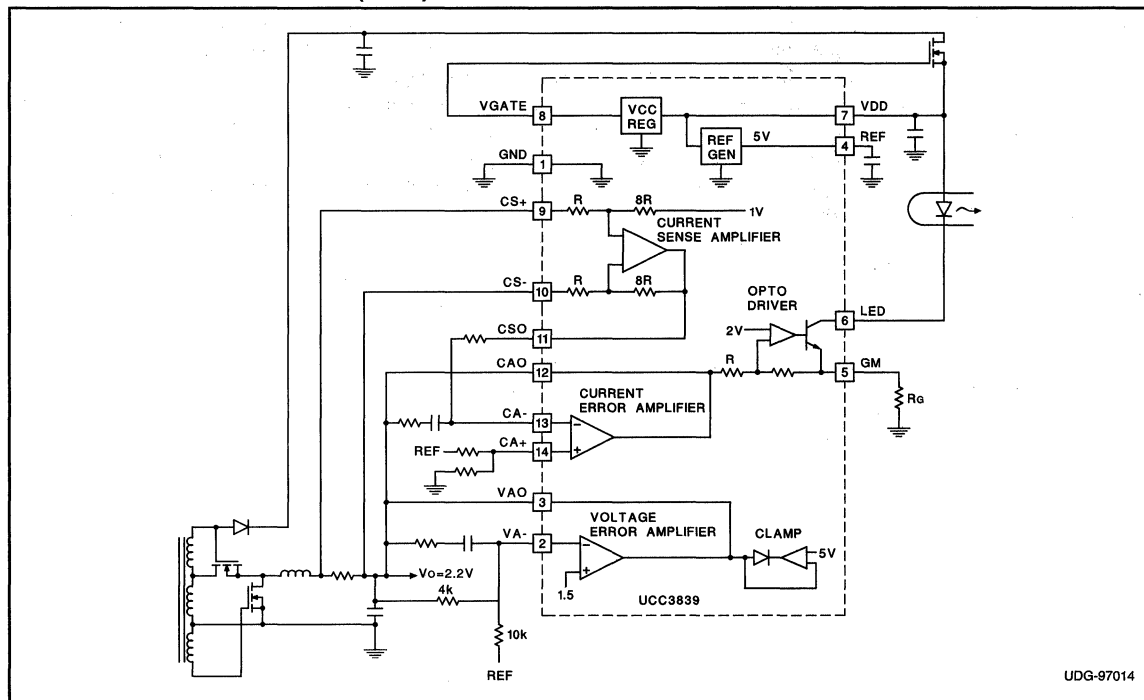 VGATE 8 VCC REG 7 VDD
REF GEN 5V 4 REF
GND 1
CS+ 9 R 8R 1V
CURRENT SENSE AMPLIFIER
CS- 10 R 8R
OPTO DRIVER
6 LED
CSO 11 2V
CAO 12 R 5 GM
RG
CURRENT ERROR AMPLIFIER
CA- 13 -
REF CA+ 14 +
VAO 3
VOLTAGE ERROR AMPLIFIER
CLAMP
VA- 2 - 5V
VO=2.2V
4k
1.5 +
UCC3839
10k
REF
UDG-97014